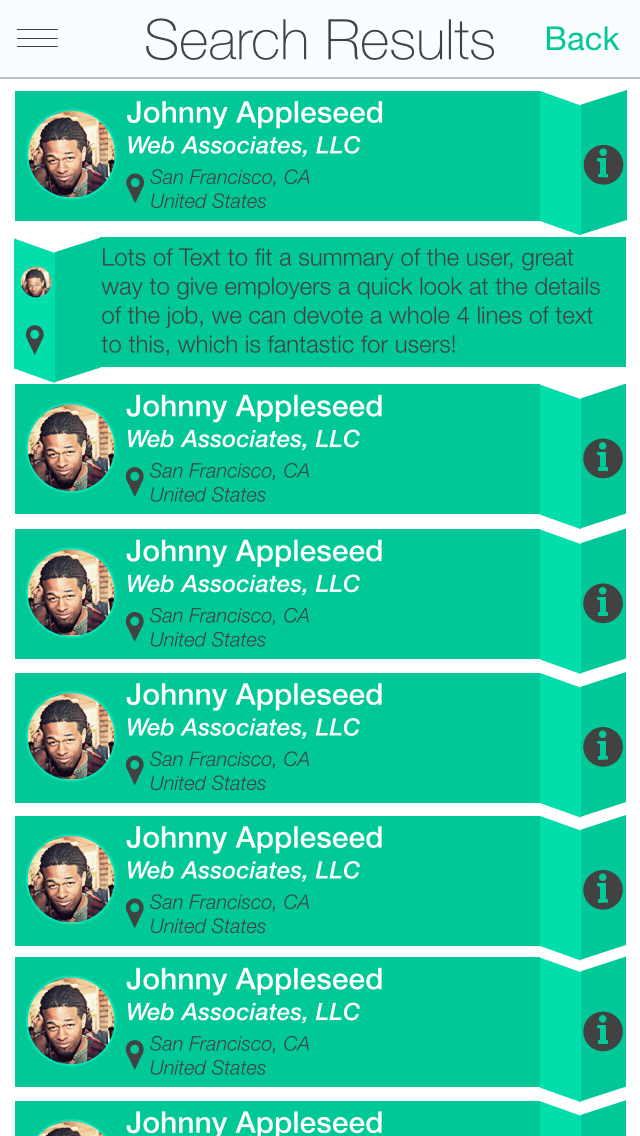 Search Results
Back
Johnny Appleseed
Web Associates, LLC
San Francisco, CA
United States
Lots of Text to fit a summary of the user, great
way to give employers a quick look at the details
of the job, we can devote a whole 4 lines of text
to this, which is fantastic for users!
Johnny Appleseed
Web Associates, LLC
San Francisco, CA
United States
Johnny Appleseed
Web Associates, LLC
San Francisco, CA
United States
Johnny Appleseed
Web Associates, LLC
San Francisco, CA
United States
Johnny Appleseed
Web Associates, LLC
San Francisco, CA
United States
Johnny Appleseed
Web Associates, LLC
San Francisco, CA
United States
Johnny Appleseed